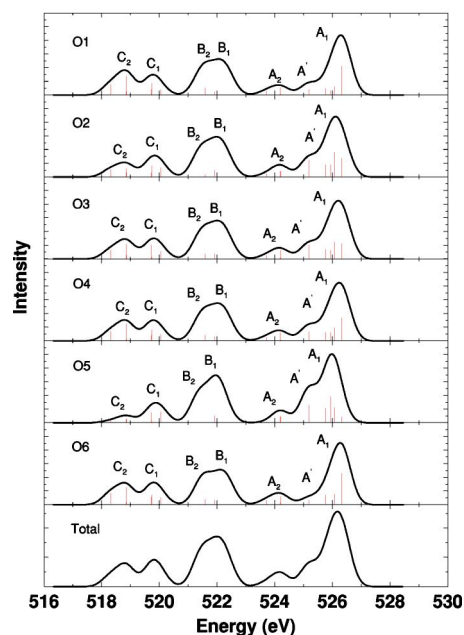 O1
C2 C1 B2 B1 A2 A' A1
O2
C2 C1 B2 B1 A2 A' A1
O3
C2 C1 B2 B1 A2 A' A1
O4
C2 C1 B2 B1 A2 A' A1
O5
C2 C1 B2 B1 A2 A' A1
O6
C2 C1 B2 B1 A2 A' A1
Total
Intensity
516 518 520 522 524 526 528 530
Energy (eV)